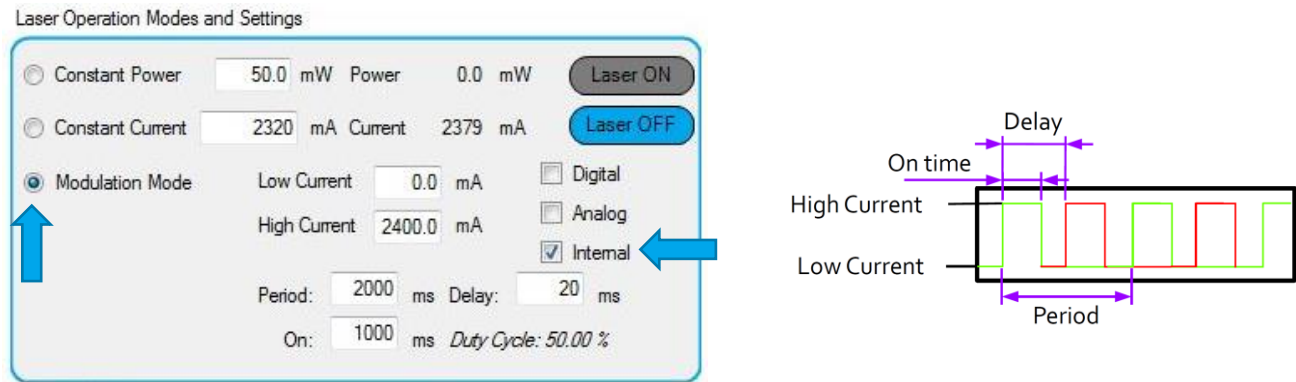 Laser Operation Modes and Settings
Constant Power 50.0 mW Power 0.0 mW Laser ON
Constant Current 2320 mA Current 2379 mA Laser OFF
Modulation Mode Low Current 0.0 mA Digital
High Current 2400.0 mA Analog
Internal
Period: 2000 ms Delay: 20 ms
On: 1000 ms Duty Cycle: 50.00 %
Delay
On time
High Current
Low Current
Period